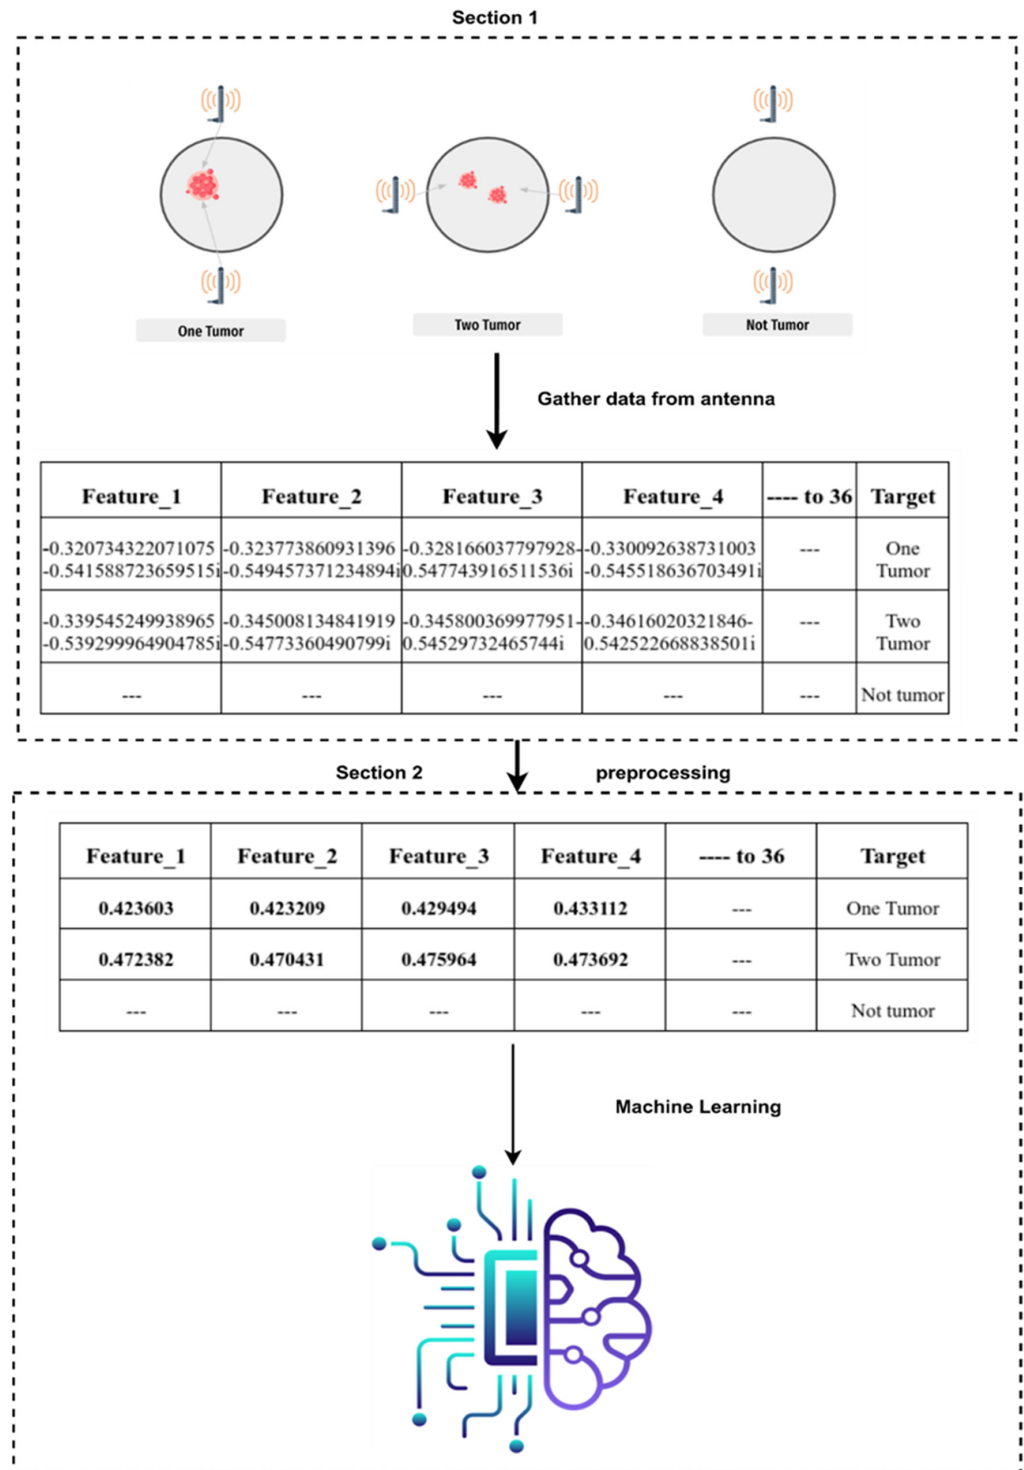 Section 1
One Tumor
Two Tumor
Not Tumor
Gather data from antenna
Feature_1 Feature_2 Feature_3 Feature_4 ---- to 36 Target
-0.320734322071075 -0.323773860931396 -0.328166037797928- -0.330092638731003 --- One
-0.541588723659515i -0.549457371234894i 0.547743916511536i -0.545518636703491i Tumor
-0.339545249938965 -0.345008134841919 -0.345800369977951- -0.34616020321846- --- Two
-0.539299964904785i -0.54773360490799i 0.54529732465744i 0.542522668838501i Tumor
--- --- --- --- --- Not tumor
Section 2
preprocessing
Feature_1 Feature_2 Feature_3 Feature_4 ---- to 36 Target
0.423603 0.423209 0.429494 0.433112 --- One Tumor
0.472382 0.470431 0.475964 0.473692 --- Two Tumor
--- --- --- --- --- Not tumor
Machine Learning